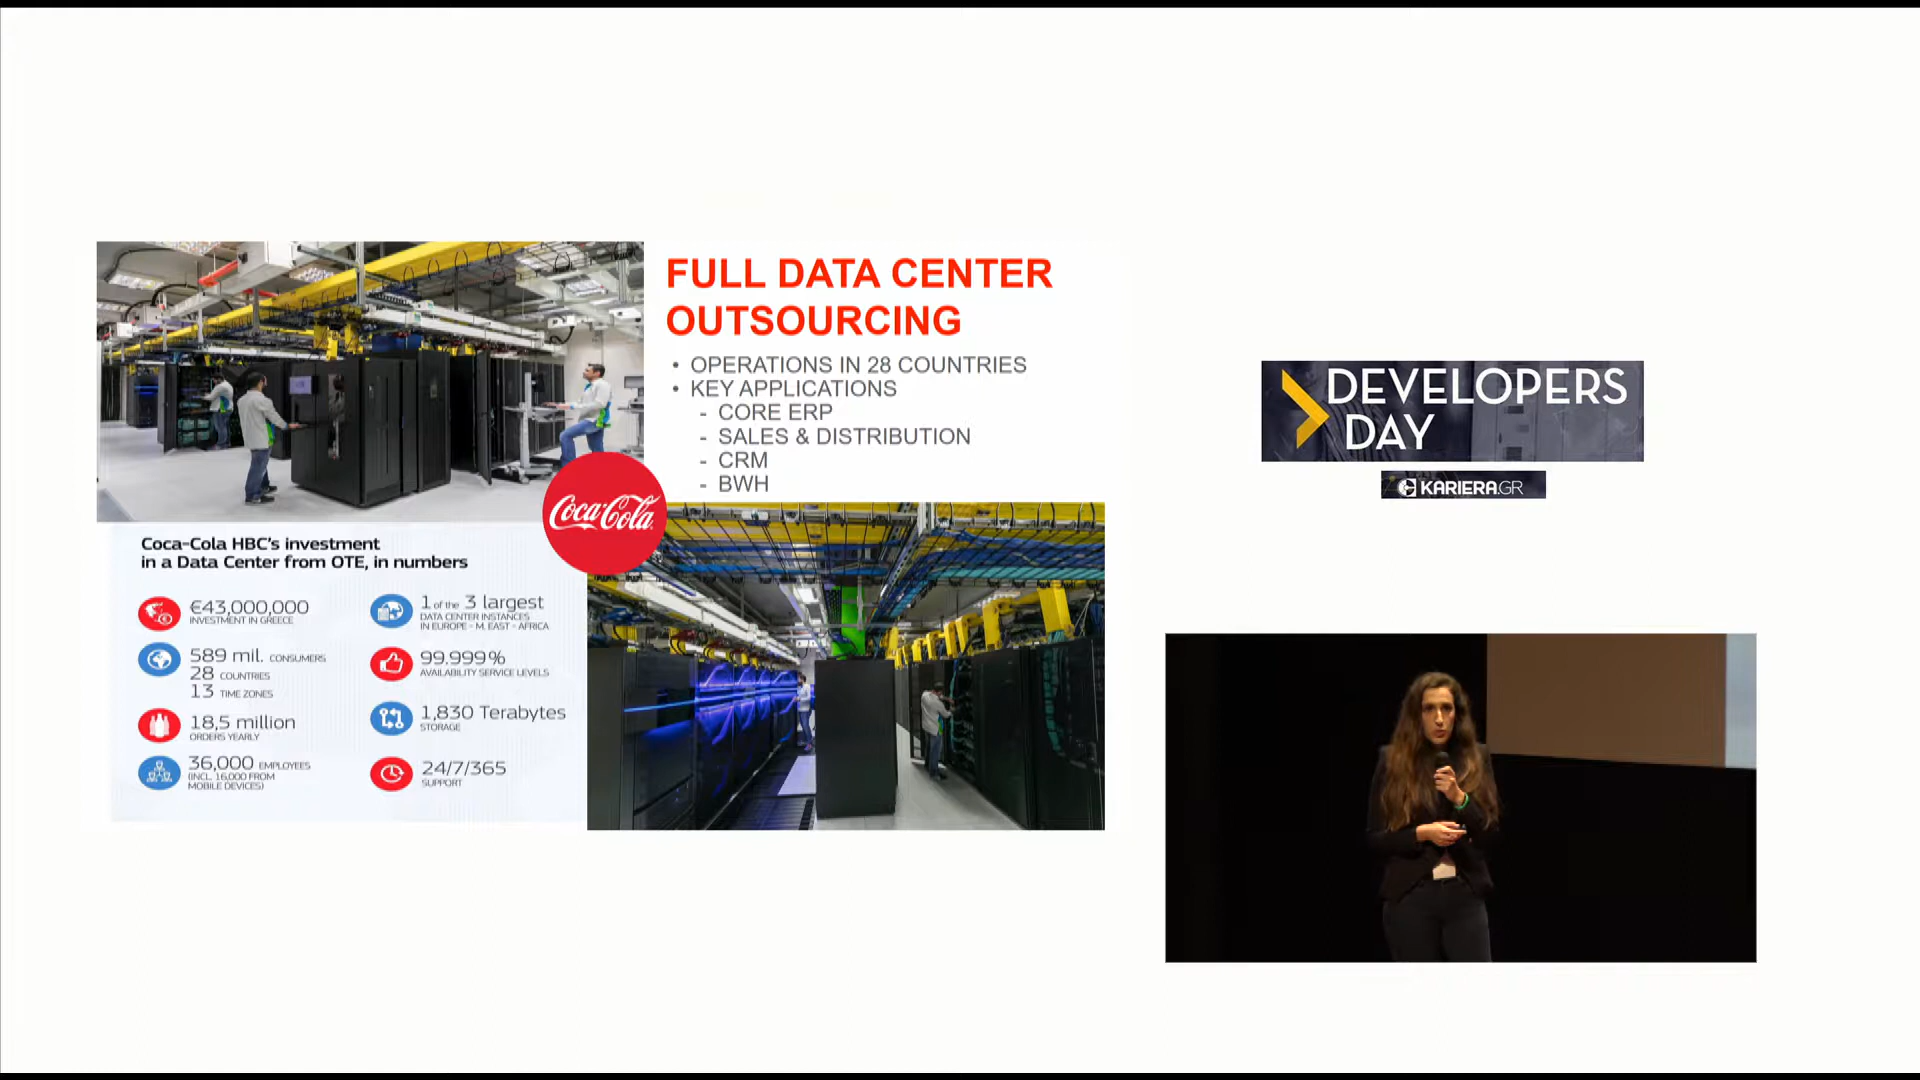 FULL DATA CENTER
OUTSOURCING
• OPERATIONS IN 28 COUNTRIES
• KEY APPLICATIONS
- CORE ERP
- SALES & DISTRIBUTION
- CRM
- BWH
Coca-Cola
Coca-Cola HBC's investment
in a Data Center from OTE, in numbers
€43,000,000
INVESTMENT IN GREECE
589 mil. CONSUMERS
28 COUNTRIES
13 TIME ZONES
18,5 million
ORDERS YEARLY
36,000 EMPLOYEES
(INCL. 16,000 FROM
MOBILE DEVICES)
1 of the 3 largest
DATA CENTER INSTANCES
IN EUROPE - M. EAST - AFRICA
99.999%
AVAILABILITY SERVICE LEVELS
1,830 Terabytes
STORAGE
24/7/365
SUPPORT
DEVELOPERS
DAY
KARIERA.GR